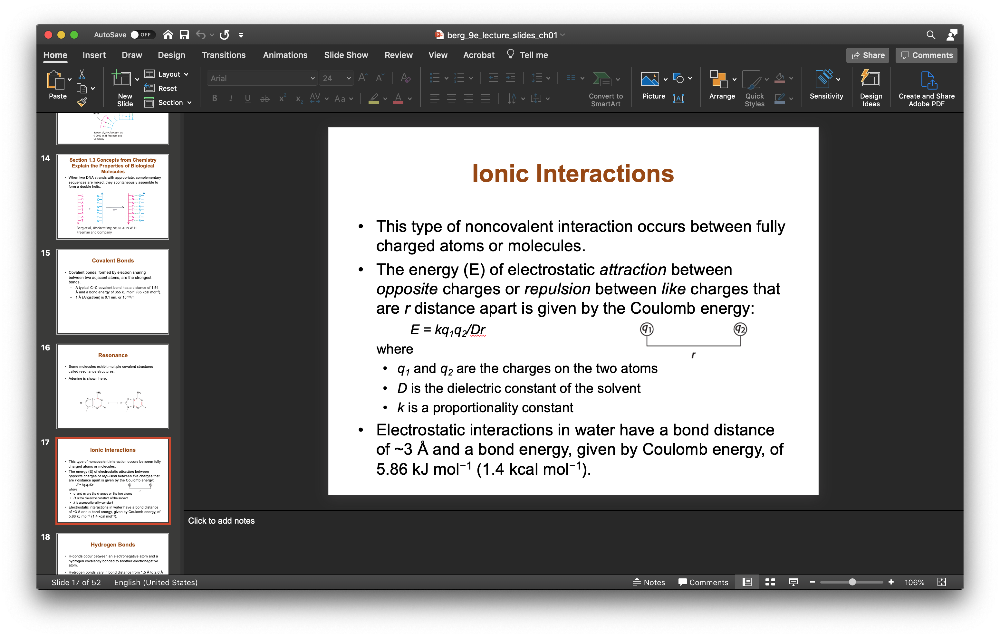 AutoSave OFF
berg_9e_lecture_slides_ch01
Home Insert Draw Design Transitions Animations Slide Show Review View Acrobat Tell me Share Comments
Paste
New Slide
Layout
Reset
Section
Arial 24
Convert to SmartArt
Picture
Arrange
Quick Styles
Sensitivity
Design Ideas
Create and Share Adobe PDF
Berg et al., Biochemistry, 9e,
© 2019 W. H. Freeman and
Company
14
Section 1.3 Concepts from Chemistry
Explain the Properties of Biological
Molecules
• When two DNA strands with appropriate, complementary
sequences are mixed, they spontaneously assemble to
form a double helix.
Berg et al., Biochemistry, 9e, © 2019 W. H.
Freeman and Company
15
Covalent Bonds
• Covalent bonds, formed by electron sharing
between two adjacent atoms, are the strongest
bonds.
– A typical C–C covalent bond has a distance of 1.54
Å and a bond energy of 355 kJ mol⁻¹ (85 kcal mol⁻¹).
– 1 Å (Angstrom) is 0.1 nm, or 10⁻¹⁰ m.
16
Resonance
• Some molecules exhibit multiple covalent structures
called resonance structures.
• Adenine is shown here.
17
Ionic Interactions
• This type of noncovalent interaction occurs between fully
charged atoms or molecules.
• The energy (E) of electrostatic attraction between
opposite charges or repulsion between like charges that
are r distance apart is given by the Coulomb energy:
E = kq₁q₂/Dr
where
• q₁ and q₂ are the charges on the two atoms
• D is the dielectric constant of the solvent
• k is a proportionality constant
• Electrostatic interactions in water have a bond distance
of ~3 Å and a bond energy, given by Coulomb energy, of
5.86 kJ mol⁻¹ (1.4 kcal mol⁻¹).
18
Hydrogen Bonds
• H-bonds occur between an electronegative atom and a
hydrogen covalently bonded to another electronegative
atom.
• Hydrogen bonds vary in bond distance from 1.5 Å to 2.6 Å
Ionic Interactions
• This type of noncovalent interaction occurs between fully
charged atoms or molecules.
• The energy (E) of electrostatic attraction between
opposite charges or repulsion between like charges that
are r distance apart is given by the Coulomb energy:
E = kq₁q₂/Dr
q₁ q₂
where
r
• q₁ and q₂ are the charges on the two atoms
• D is the dielectric constant of the solvent
• k is a proportionality constant
• Electrostatic interactions in water have a bond distance
of ~3 Å and a bond energy, given by Coulomb energy, of
5.86 kJ mol⁻¹ (1.4 kcal mol⁻¹).
Click to add notes
Slide 17 of 52 English (United States) Notes Comments 106%